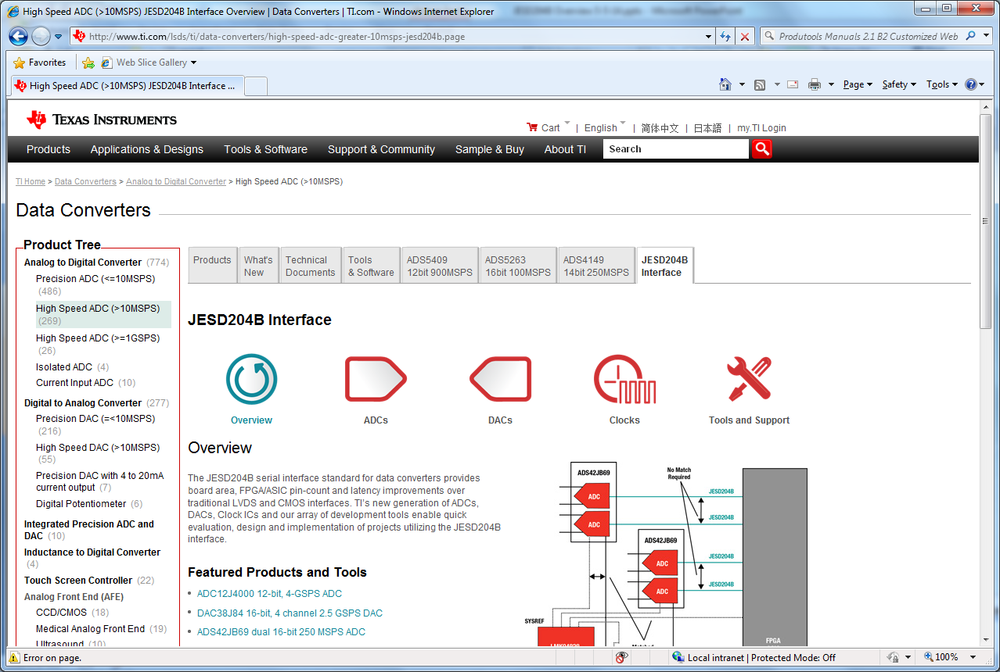 High Speed ADC (>10MSPS) JESD204B Interface Overview | Data Converters | TI.com - Windows Internet Explorer
http://www.ti.com/lsds/ti/data-converters/high-speed-adc-greater-10msps-jesd204b.page
Produtools Manuals 2.1 B2 Customized Web
Favorites
Web Slice Gallery
High Speed ADC (>10MSPS) JESD204B Interface ...
Page
Safety
Tools
TEXAS INSTRUMENTS
Cart | English | 简体中文 | 日本語 | my.TI Login
Products Applications & Designs Tools & Software Support & Community Sample & Buy About TI Search
TI Home > Data Converters > Analog to Digital Converter > High Speed ADC (>10MSPS)
Data Converters
Product Tree
Analog to Digital Converter (774)
Precision ADC (<=10MSPS)
(486)
High Speed ADC (>10MSPS)
(269)
High Speed ADC (>=1GSPS)
(26)
Isolated ADC (4)
Current Input ADC (10)
Digital to Analog Converter (277)
Precision DAC (=<10MSPS)
(216)
High Speed DAC (>10MSPS)
(55)
Precision DAC with 4 to 20mA
current output (7)
Digital Potentiometer (6)
Integrated Precision ADC and
DAC (10)
Inductance to Digital Converter
(4)
Touch Screen Controller (22)
Analog Front End (AFE)
CCD/CMOS (18)
Medical Analog Front End (19)
Ultrasound (10)
Products
What's
New
Technical
Documents
Tools
& Software
ADS5409
12bit 900MSPS
ADS5263
16bit 100MSPS
ADS4149
14bit 250MSPS
JESD204B
Interface
JESD204B Interface
Overview
ADCs
DACs
Clocks
Tools and Support
Overview
The JESD204B serial interface standard for data converters provides
board area, FPGA/ASIC pin-count and latency improvements over
traditional LVDS and CMOS interfaces. TI's new generation of ADCs,
DACs, Clock ICs and our array of development tools enable quick
evaluation, design and implementation of projects utilizing the JESD204B
interface.
Featured Products and Tools
• ADC12J4000 12-bit, 4-GSPS ADC
• DAC38J84 16-bit, 4 channel 2.5 GSPS DAC
• ADS42JB69 dual 16-bit 250 MSPS ADC
ADS42JB69
ADC
ADC
No Match
Required
JESD204B
JESD204B
ADS42JB69
ADC
ADC
JESD204B
JESD204B
SYSREF
FPGA
Error on page.
Local intranet | Protected Mode: Off
100%